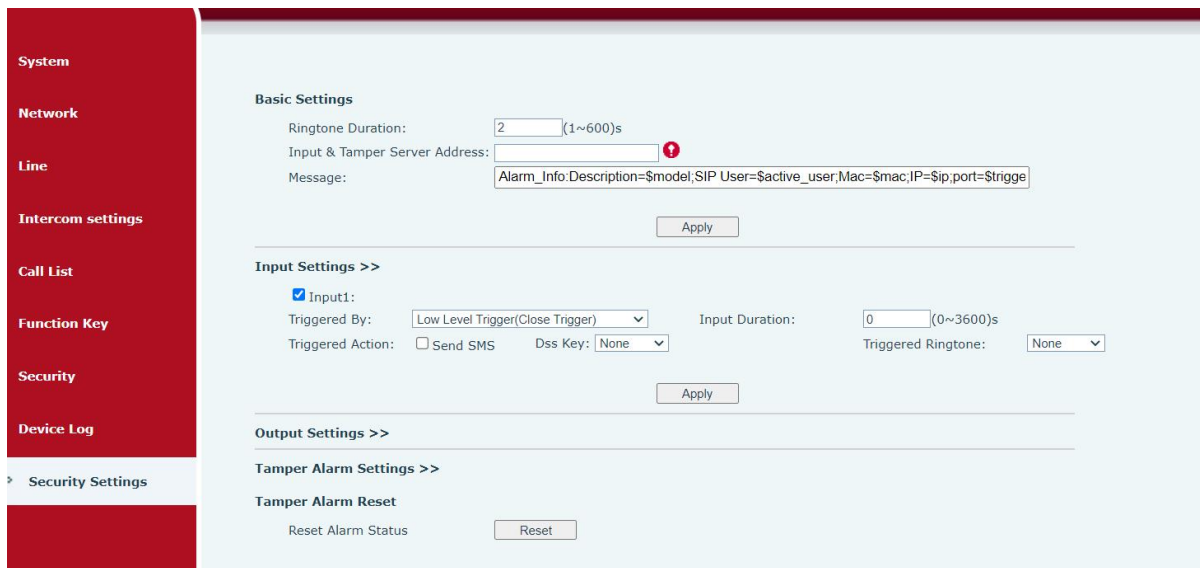 System
Network
Line
Intercom settings
Call List
Function Key
Security
Device Log
Security Settings
Basic Settings
Ringtone Duration: 2 (1~600)s
Input & Tamper Server Address:
Message: Alarm_Info:Description=$model;SIP User=$active_user;Mac=$mac;IP=$ip;port=$trigge
Apply
Input Settings >>
Input1:
Triggered By: Low Level Trigger(Close Trigger) Input Duration: 0 (0~3600)s
Triggered Action: Send SMS Dss Key: None Triggered Ringtone: None
Apply
Output Settings >>
Tamper Alarm Settings >>
Tamper Alarm Reset
Reset Alarm Status Reset